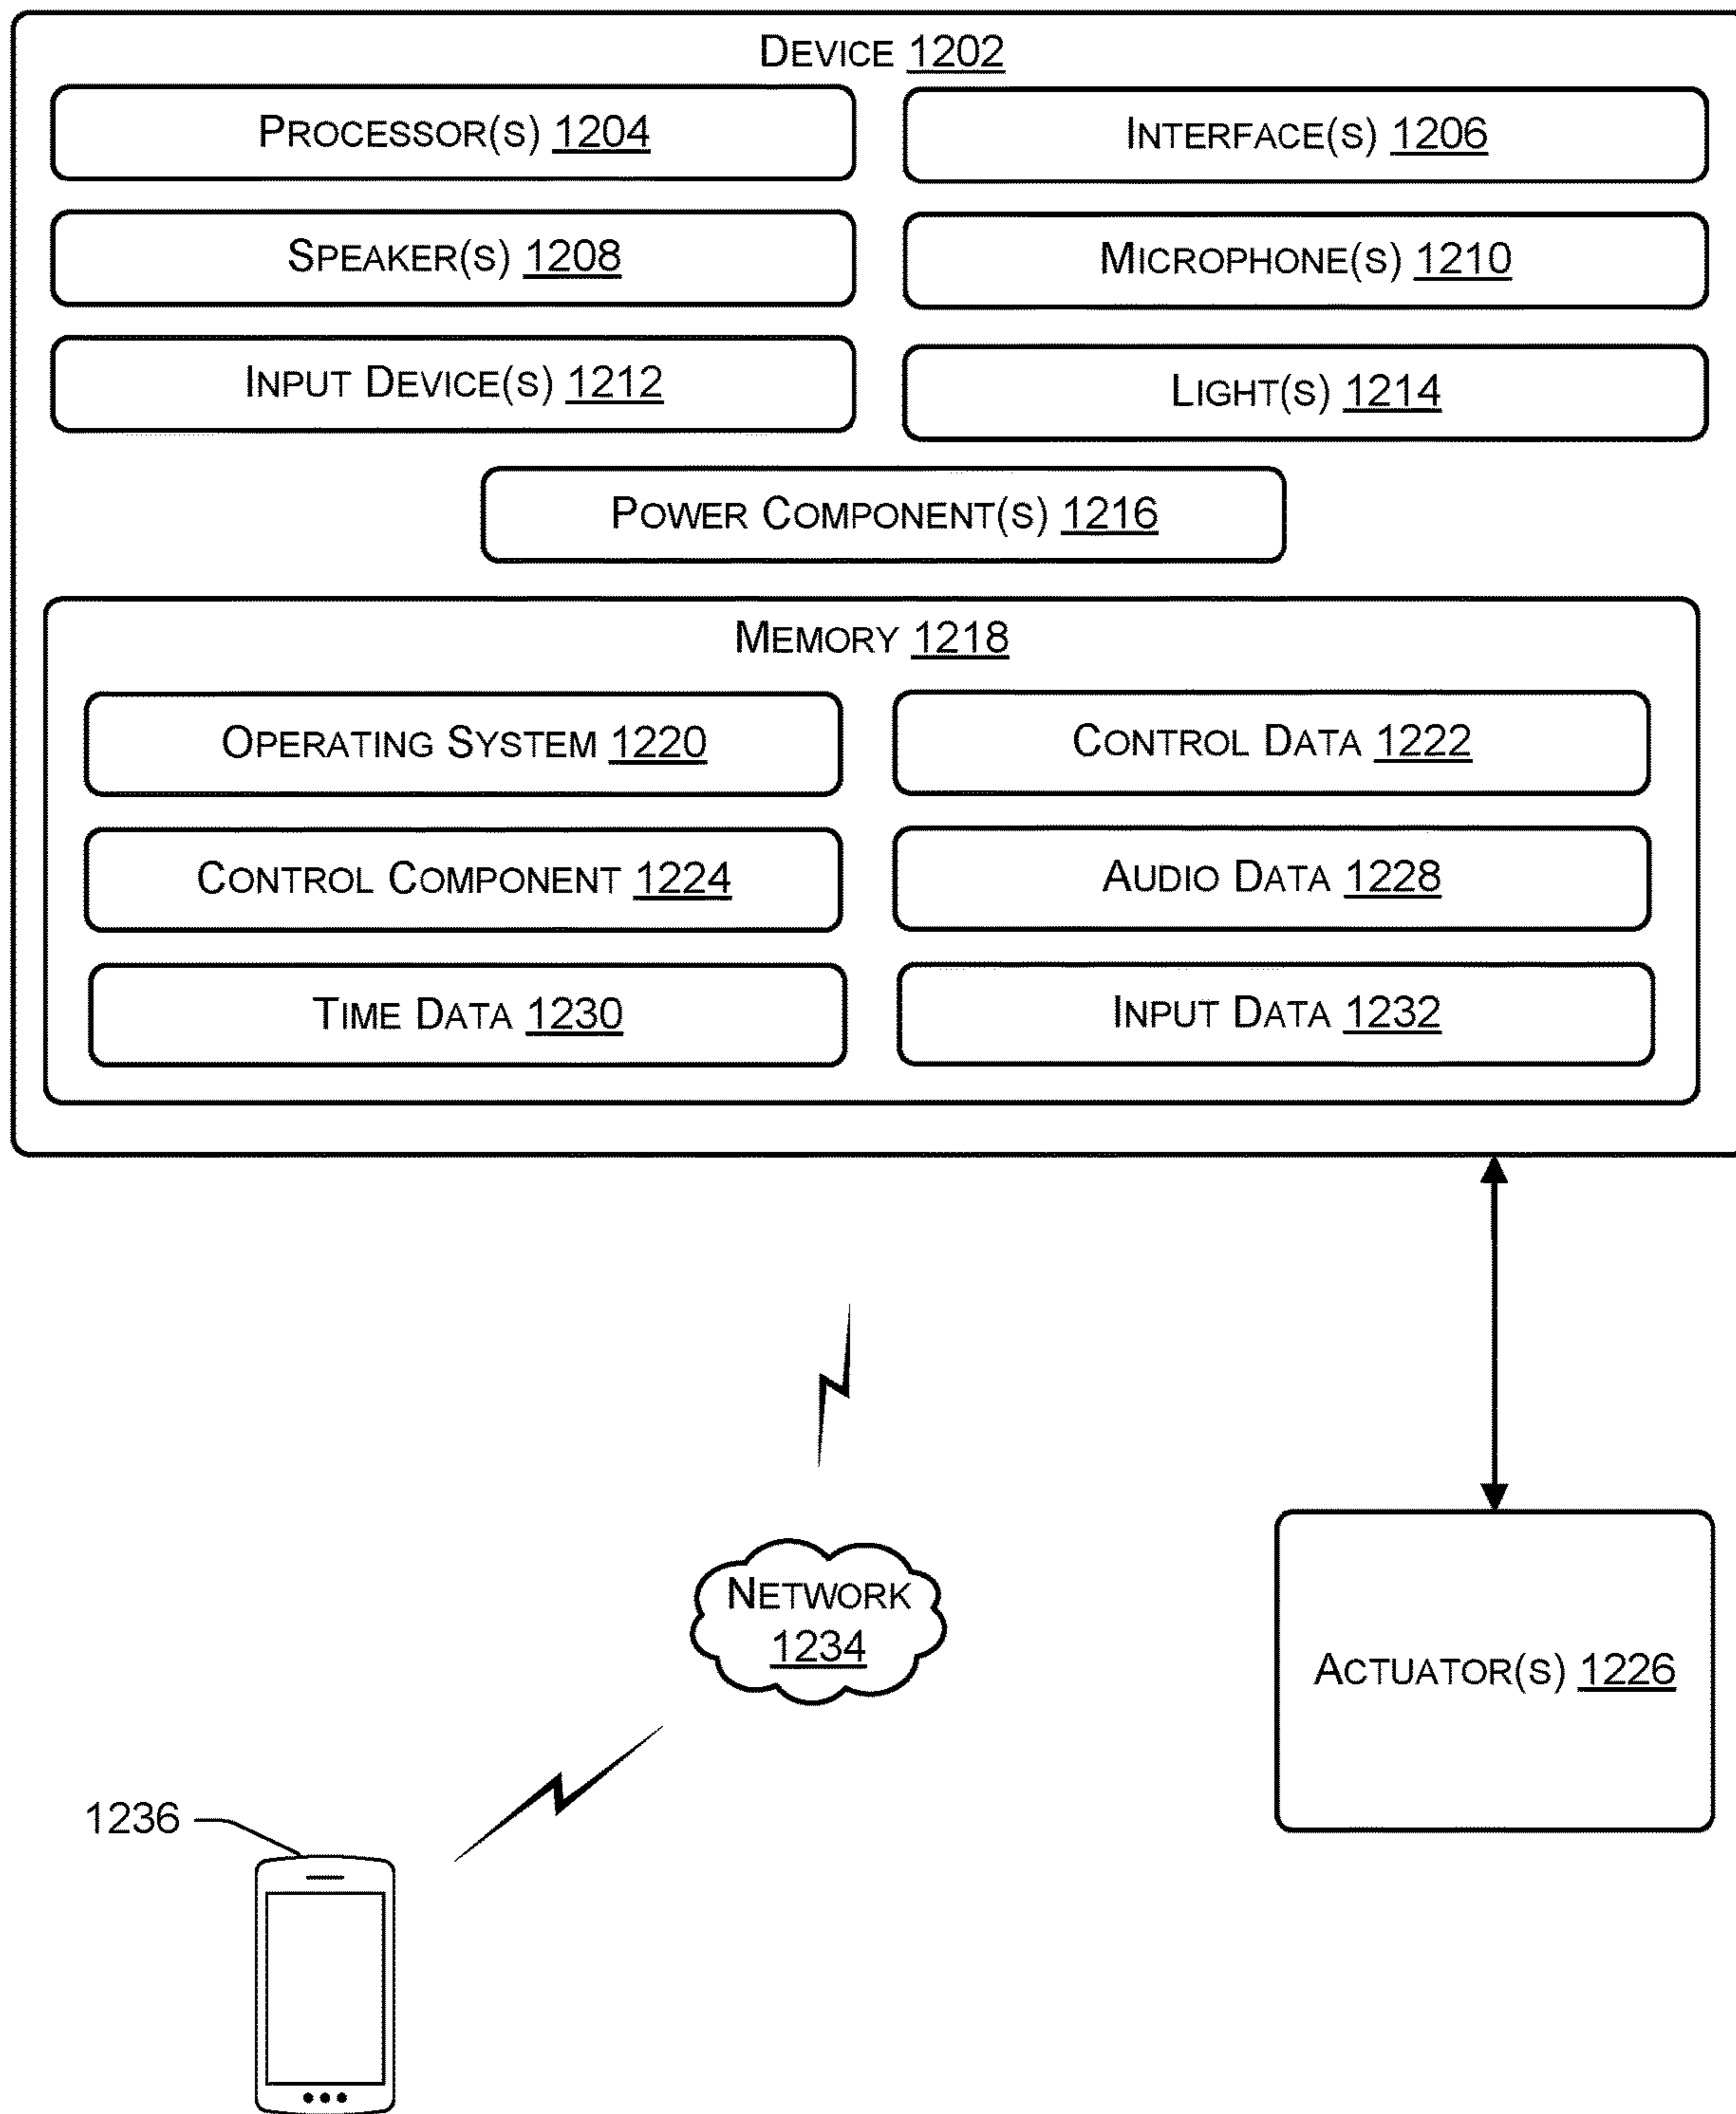 DEVICE 1202
PROCESSOR(S) 1204
INTERFACE(S) 1206
SPEAKER(S) 1208
MICROPHONE(S) 1210
INPUT DEVICE(S) 1212
LIGHT(S) 1214
POWER COMPONENT(S) 1216
MEMORY 1218
OPERATING SYSTEM 1220
CONTROL DATA 1222
CONTROL COMPONENT 1224
AUDIO DATA 1228
TIME DATA 1230
INPUT DATA 1232
NETWORK
1234
ACTUATOR(S) 1226
1236